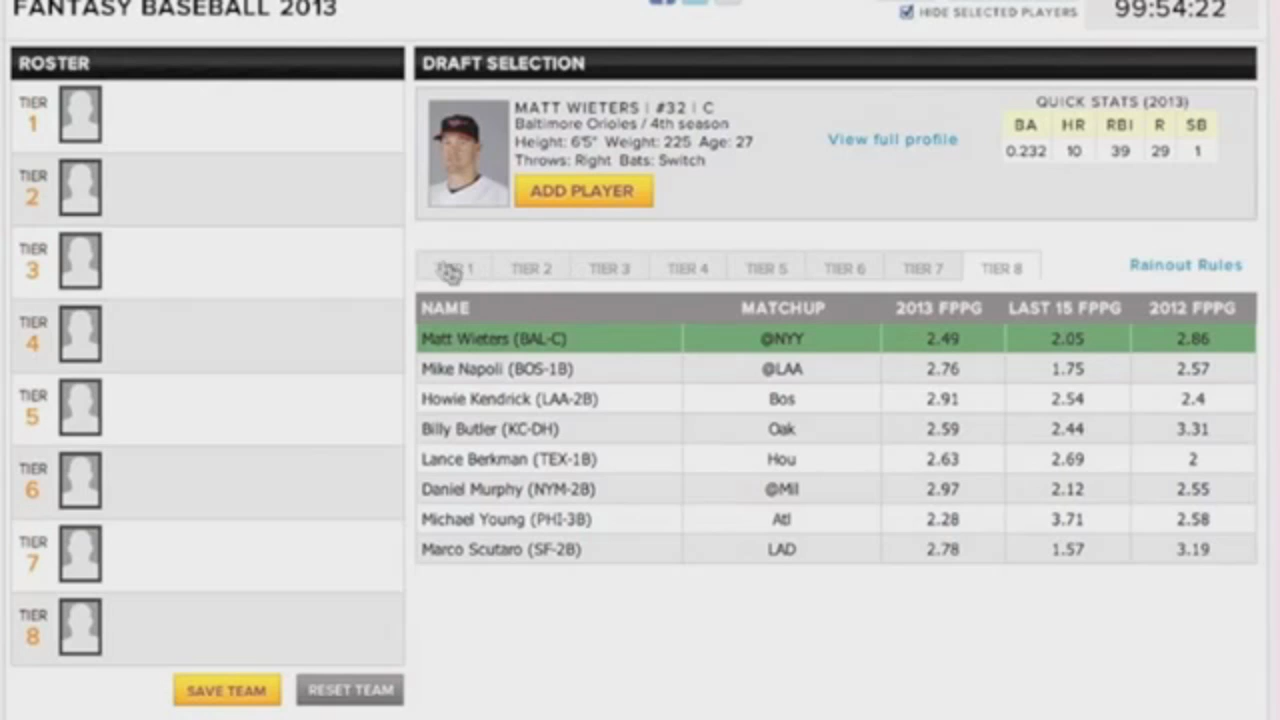 FANTASY BASEBALL 2013
HIDE SELECTED PLAYERS
99:54:22
ROSTER
TIER 1
TIER 2
TIER 3
TIER 4
TIER 5
TIER 6
TIER 7
TIER 8
SAVE TEAM
RESET TEAM
DRAFT SELECTION
MATT WIETERS | #32 | C
Baltimore Orioles / 4th season
Height: 6'5" Weight: 225 Age: 27
Throws: Right Bats: Switch
ADD PLAYER
View full profile
QUICK STATS (2013)
BA HR RBI R SB
0.232 10 39 29 1
1 TIER 2 TIER 3 TIER 4 TIER 5 TIER 6 TIER 7 TIER 8
Rainout Rules
NAME MATCHUP 2013 FPPG LAST 15 FPPG 2012 FPPG
Matt Wieters (BAL-C) @NYY 2.49 2.05 2.86
Mike Napoli (BOS-1B) @LAA 2.76 1.75 2.57
Howie Kendrick (LAA-2B) Bos 2.91 2.54 2.4
Billy Butler (KC-DH) Oak 2.59 2.44 3.31
Lance Berkman (TEX-1B) Hou 2.63 2.69 2
Daniel Murphy (NYM-2B) @Mil 2.97 2.12 2.55
Michael Young (PHI-3B) Atl 2.28 3.71 2.58
Marco Scutaro (SF-2B) LAD 2.78 1.57 3.19